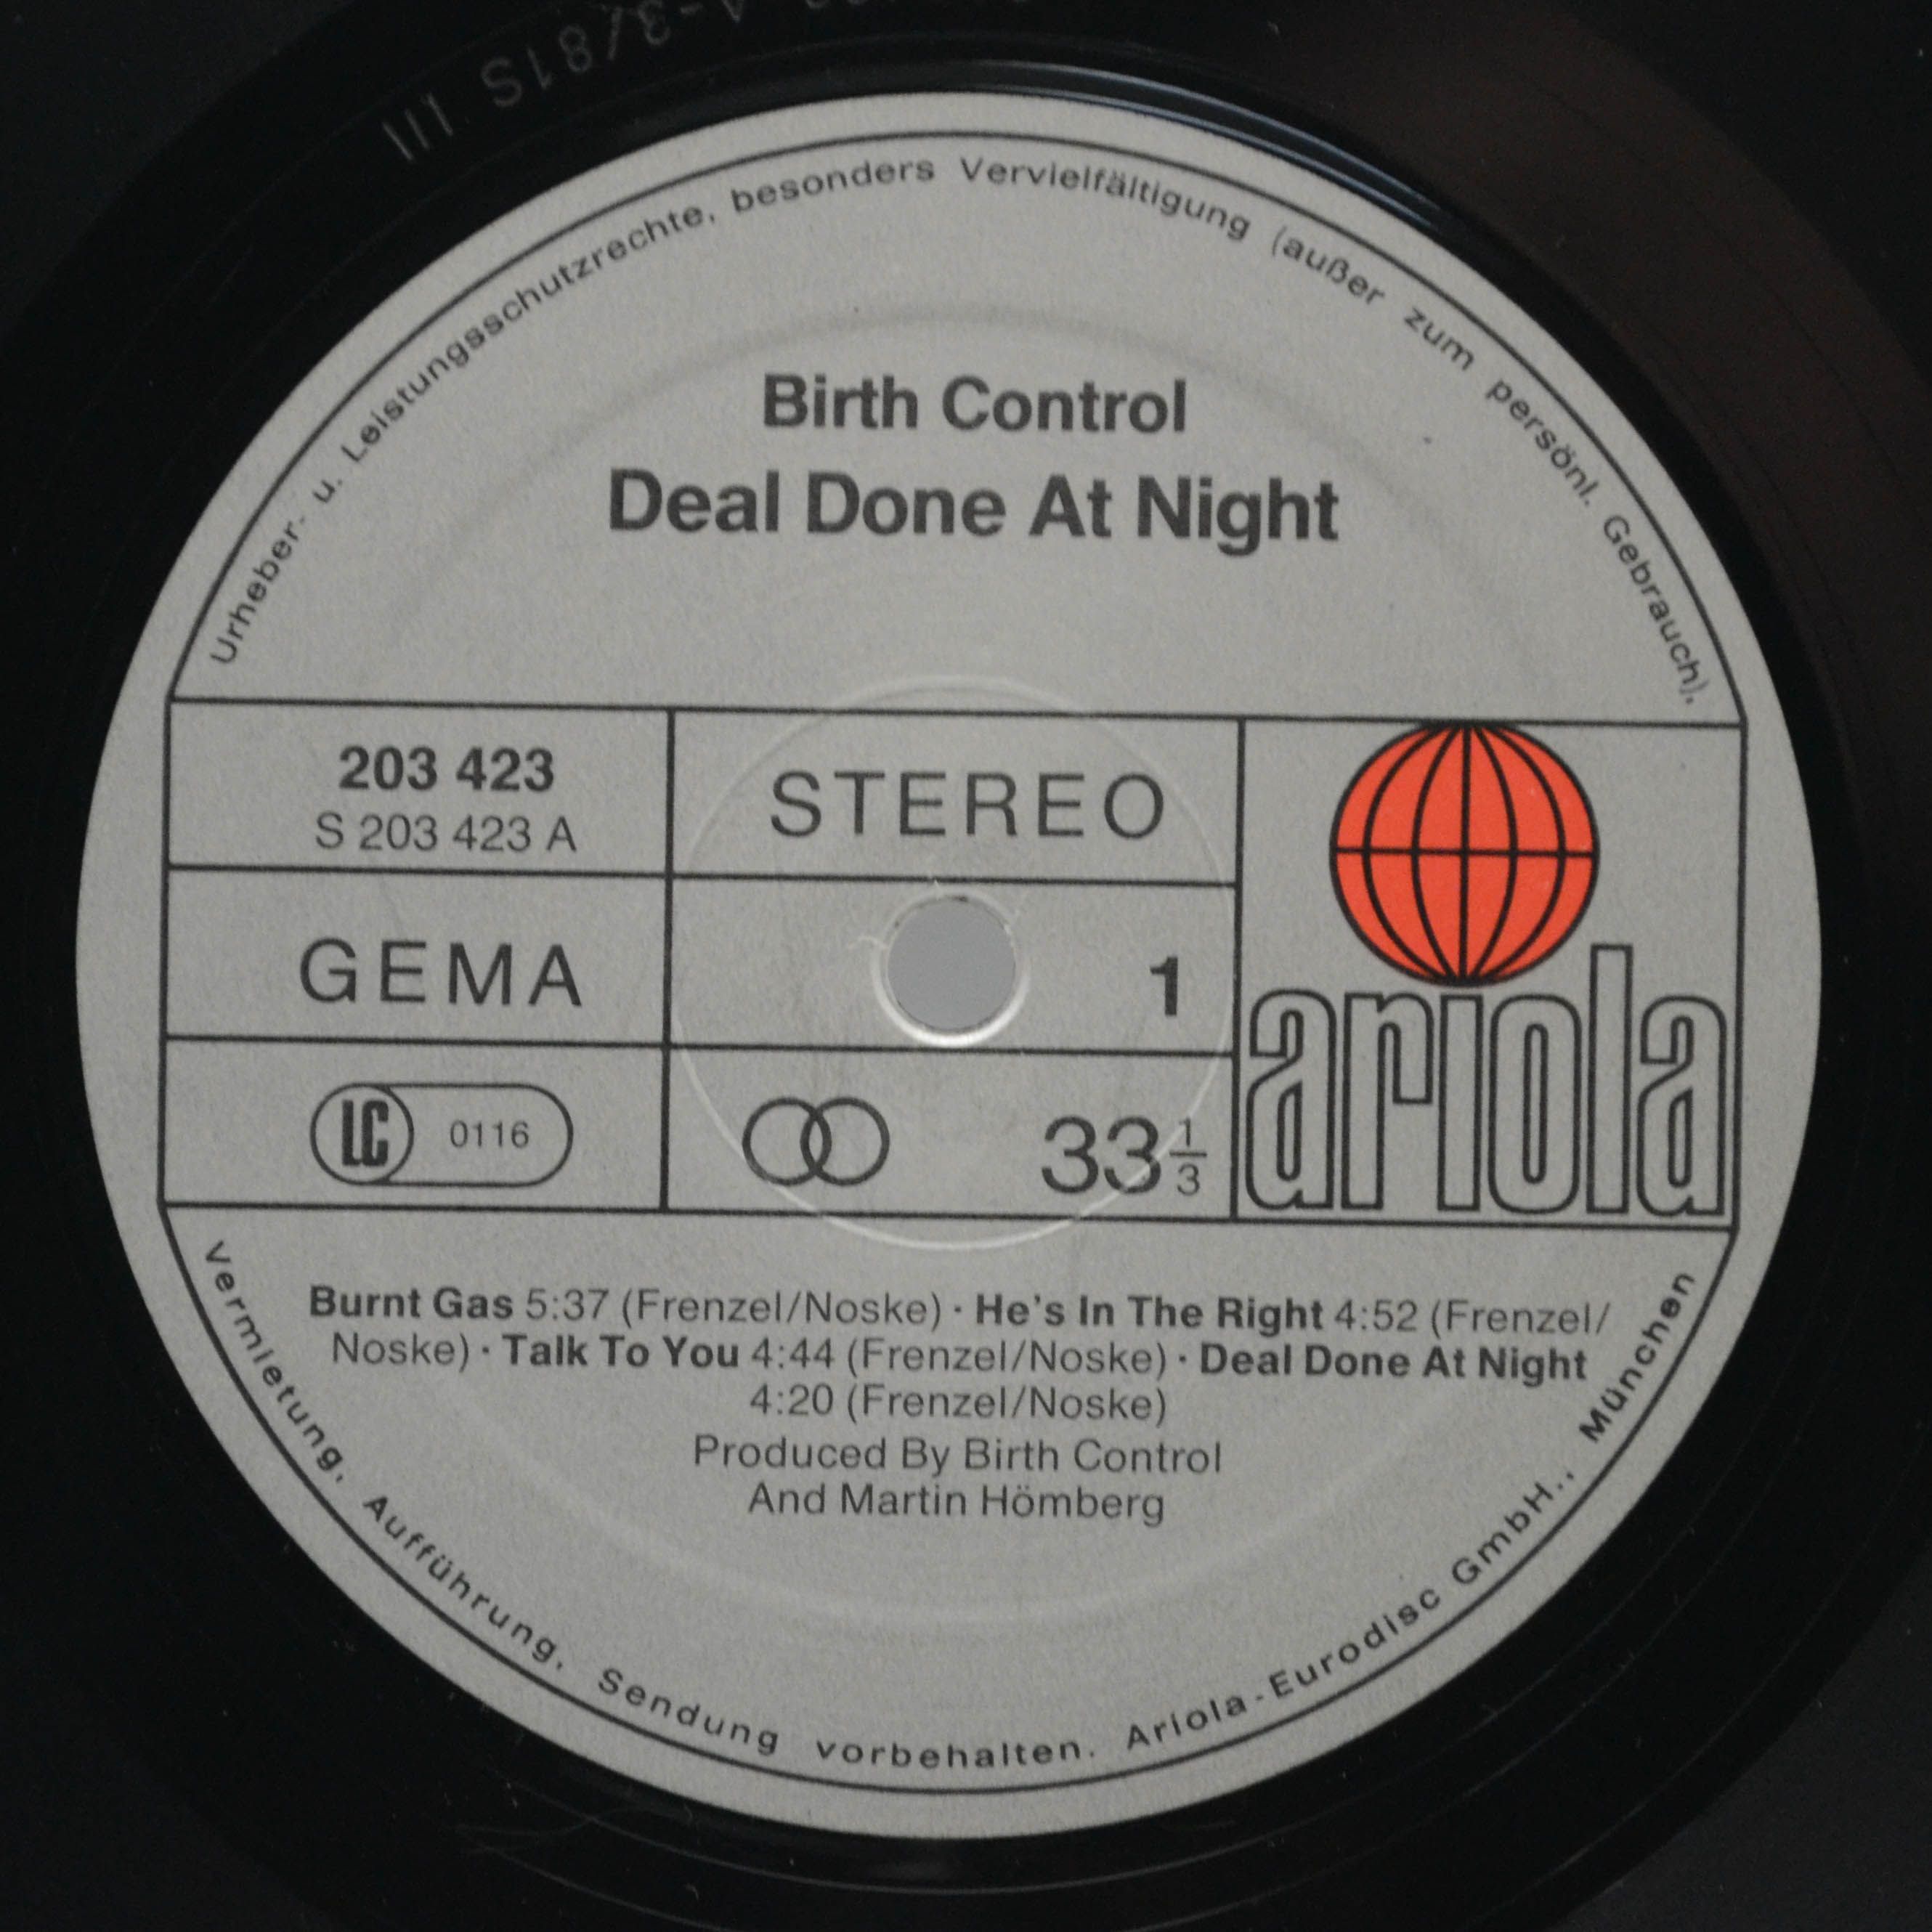 Urheber- u. Leistungsschutzrechte, besonders Vervielfältigung (außer zum persönl. Gebrauch),
Birth Control
Deal Done At Night
203 423
S 203 423 A
STEREO
GEMA
1
LC 0116
33 1/3
ariola
Burnt Gas 5:37 (Frenzel/Noske) · He's In The Right 4:52 (Frenzel/
Noske) · Talk To You 4:44 (Frenzel/Noske) · Deal Done At Night
4:20 (Frenzel/Noske)
Produced By Birth Control
And Martin Hömberg
Vermietung, Aufführung, Sendung vorbehalten. Ariola-Eurodisc GmbH., München
A-3/81S III